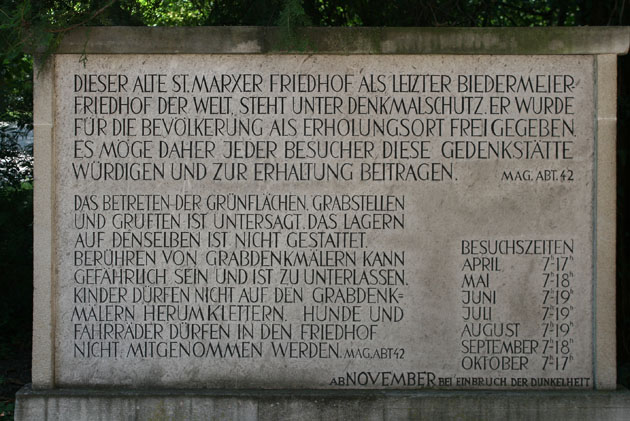 DIESER ALTE ST. MARXER FRIEDHOF ALS LETZTER BIEDERMEIER-
FRIEDHOF DER WELT, STEHT UNTER DENKMALSCHUTZ. ER WURDE
FÜR DIE BEVÖLKERUNG ALS ERHOLUNGSORT FREI GEGEBEN.
ES MÖGE DAHER JEDER BESUCHER DIESE GEDENKSTÄTTE
WÜRDIGEN UND ZUR ERHALTUNG BEITRAGEN. MAG. ABT. 42
DAS BETRETEN DER GRÜNFLÄCHEN, GRABSTELLEN
UND GRUFTEN IST UNTERSAGT. DAS LAGERN
AUF DENSELBEN IST NICHT GESTATTET.
BERÜHREN VON GRABDENKMÄLERN KANN
GEFÄHRLICH SEIN UND IST ZU UNTERLASSEN.
KINDER DÜRFEN NICHT AUF DEN GRABDENK-
MÄLERN HERUMKLETTERN. HUNDE UND
FAHRRÄDER DÜRFEN IN DEN FRIEDHOF
NICHT MITGENOMMEN WERDEN. MAG. ABT 42
BESUCHSZEITEN
APRIL 7h-17h
MAI 7h-18h
JUNI 7h-19h
JULI 7h-19h
AUGUST 7h-19h
SEPTEMBER 7h-18h
OKTOBER 7h-17h
AB NOVEMBER BEI EINBRUCH DER DUNKELHEIT